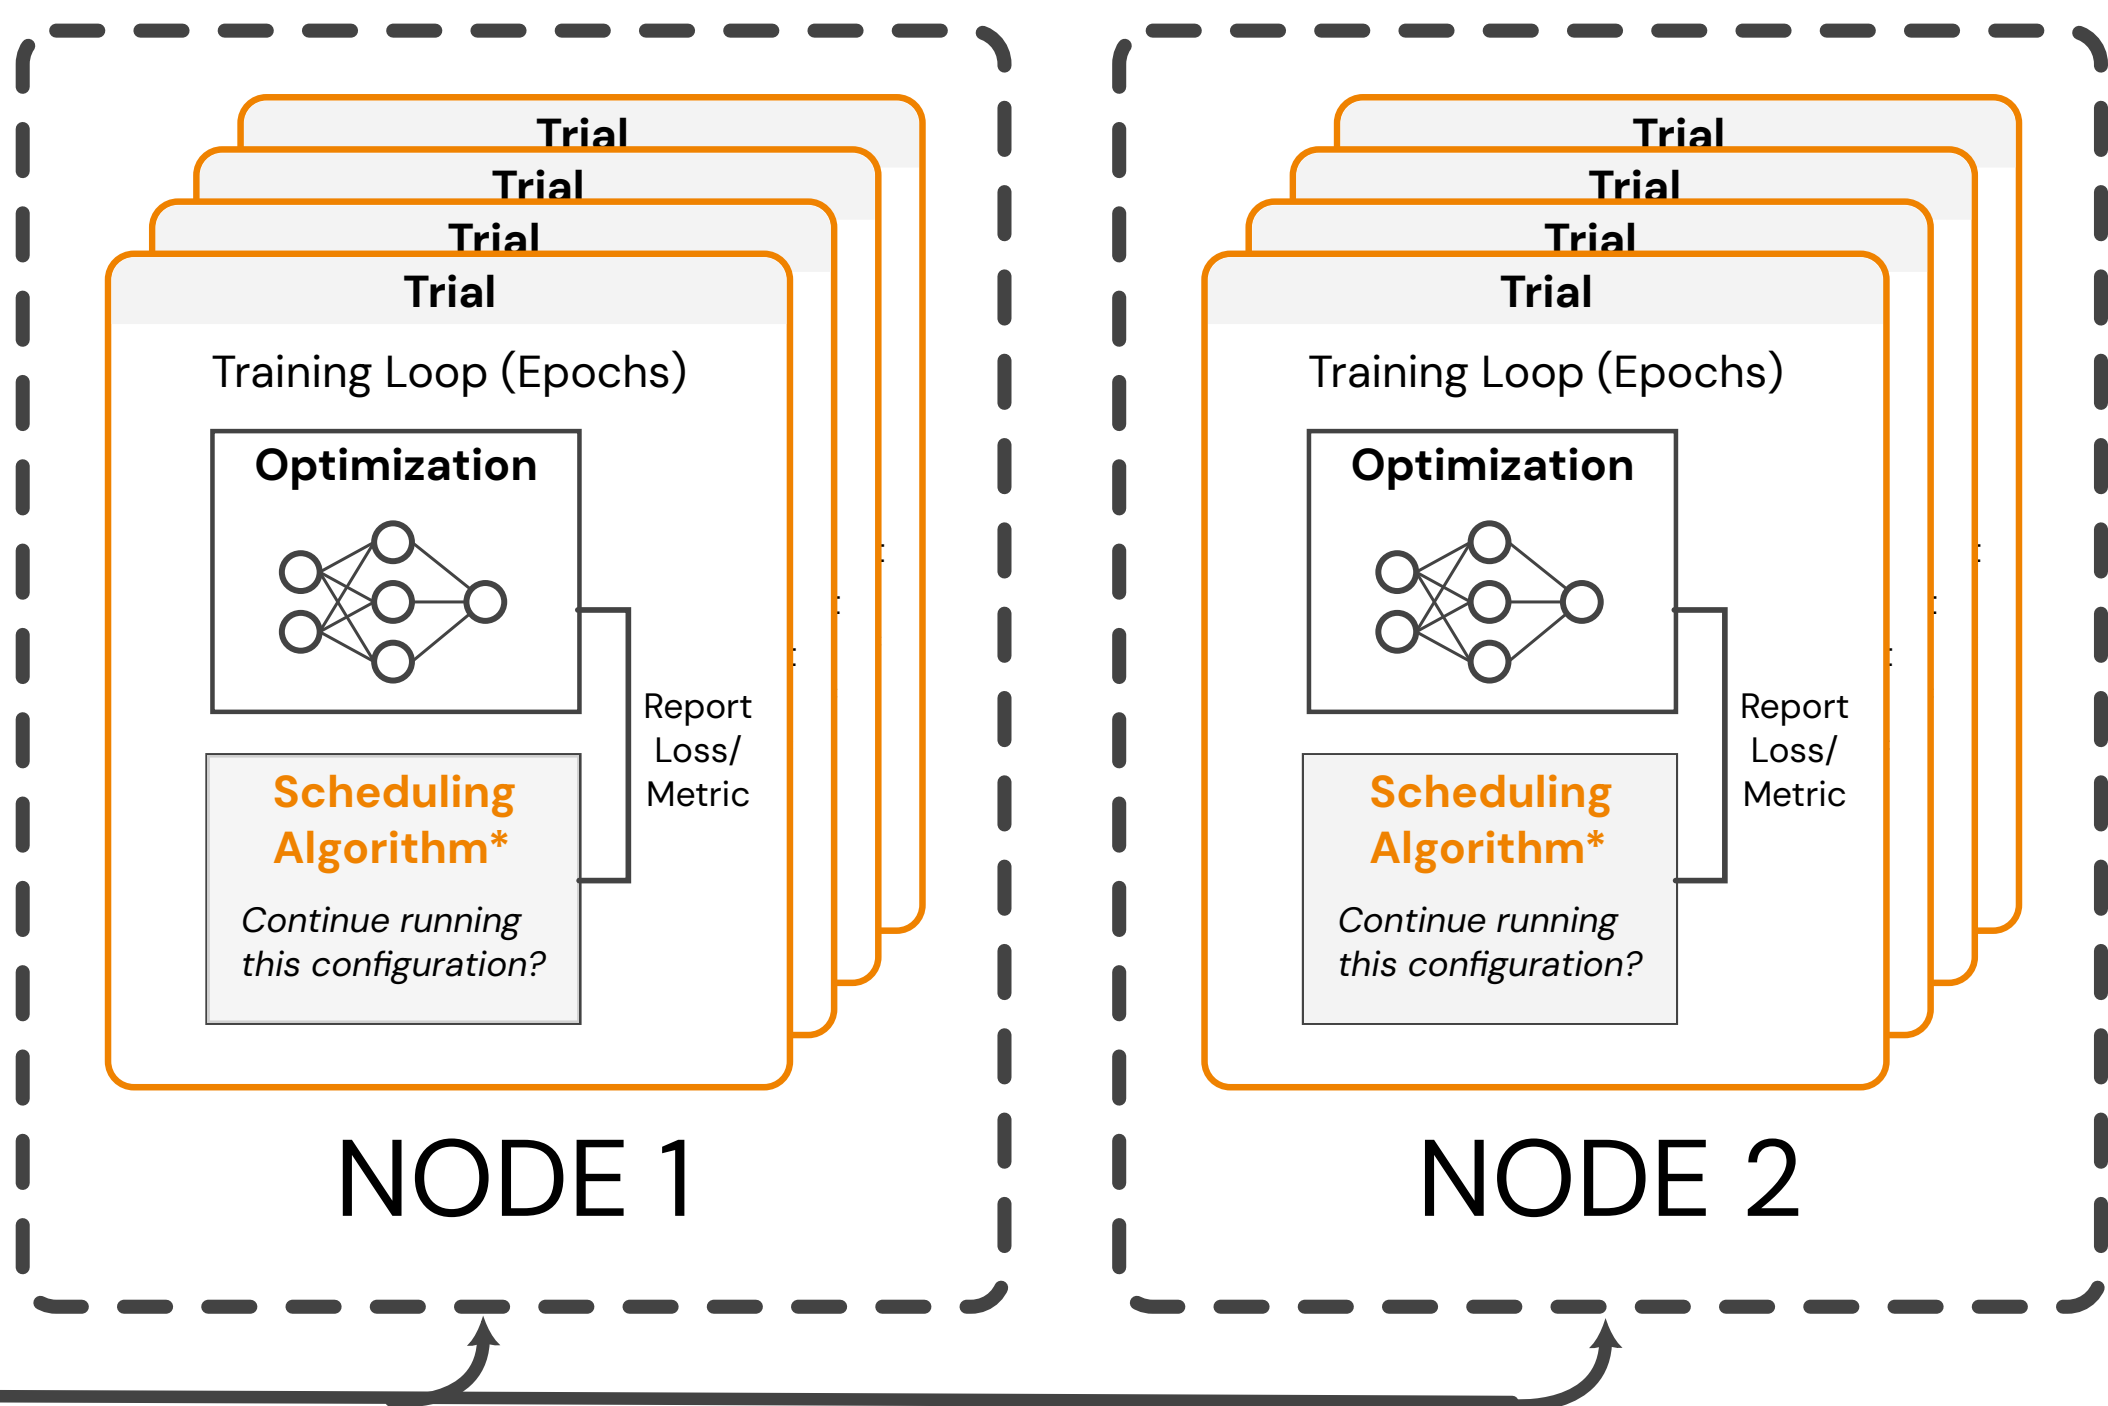 Trial
Trial
Trial
Trial
Training Loop (Epochs)
Optimization
Report
Loss/
Metric
Scheduling
Algorithm*
Continue running
this configuration?
NODE 1
Trial
Trial
Trial
Trial
Training Loop (Epochs)
Optimization
Report
Loss/
Metric
Scheduling
Algorithm*
Continue running
this configuration?
NODE 2